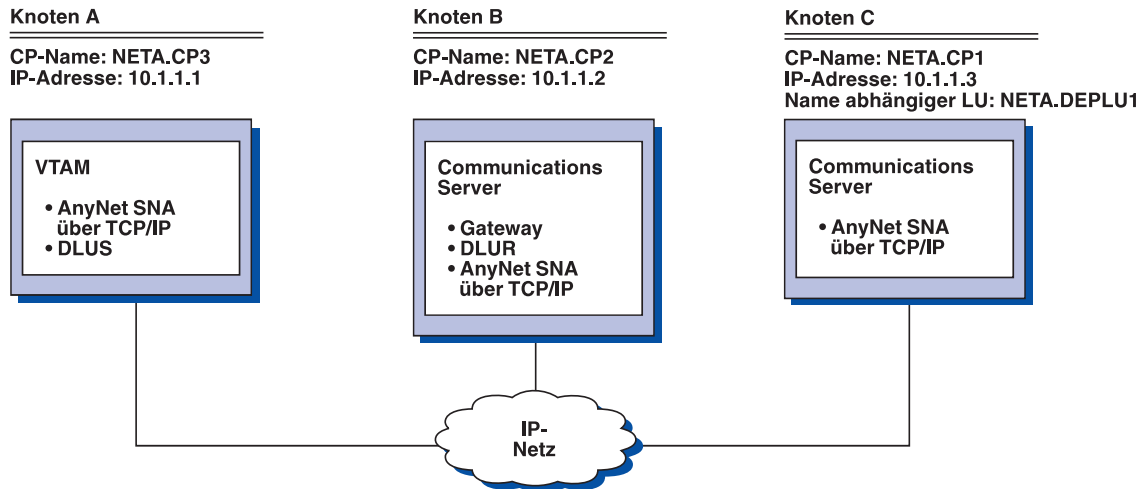 Knoten A
CP-Name: NETA.CP3
IP-Adresse: 10.1.1.1
VTAM
• AnyNet SNA
über TCP/IP
• DLUS
Knoten B
CP-Name: NETA.CP2
IP-Adresse: 10.1.1.2
Communications
Server
• Gateway
• DLUR
• AnyNet SNA
über TCP/IP
Knoten C
CP-Name: NETA.CP1
IP-Adresse: 10.1.1.3
Name abhängiger LU: NETA.DEPLU1
Communications
Server
• AnyNet SNA
über TCP/IP
IP-
Netz